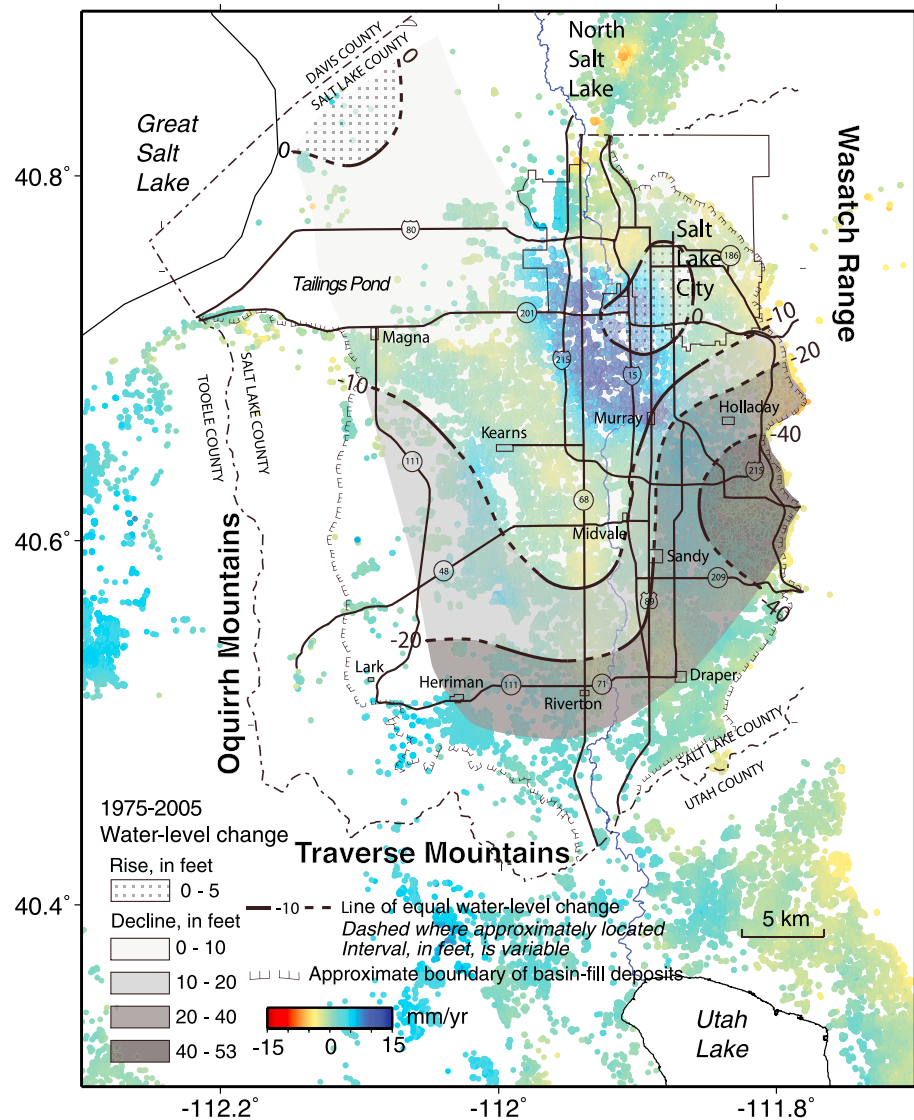 North
Salt
Lake
DAVIS COUNTY
SALT LAKE COUNTY
0
Great
Salt
Lake
0
40.8°
Wasatch Range
80
Salt
Lake
City
186
Tailings Pond
201
0
-10
Magna
215
15
-20
TOOELE COUNTY
SALT LAKE COUNTY
-10
Murray
Holladay
Kearns
-40
111
215
68
40.6°
Midvale
Sandy
48
209
89
-40
Oquirrh Mountains
-20
Lark
Herriman
111
71
Riverton
Draper
SALT LAKE COUNTY
UTAH COUNTY
1975-2005
Water-level change
Rise, in feet
0 - 5
Decline, in feet
0 - 10
10 - 20
20 - 40
40 - 53
Traverse Mountains
-10
Line of equal water-level change
Dashed where approximately located
Interval, in feet, is variable
Approximate boundary of basin-fill deposits
5 km
40.4°
mm/yr
-15
0
15
Utah
Lake
-112.2°
-112°
-111.8°